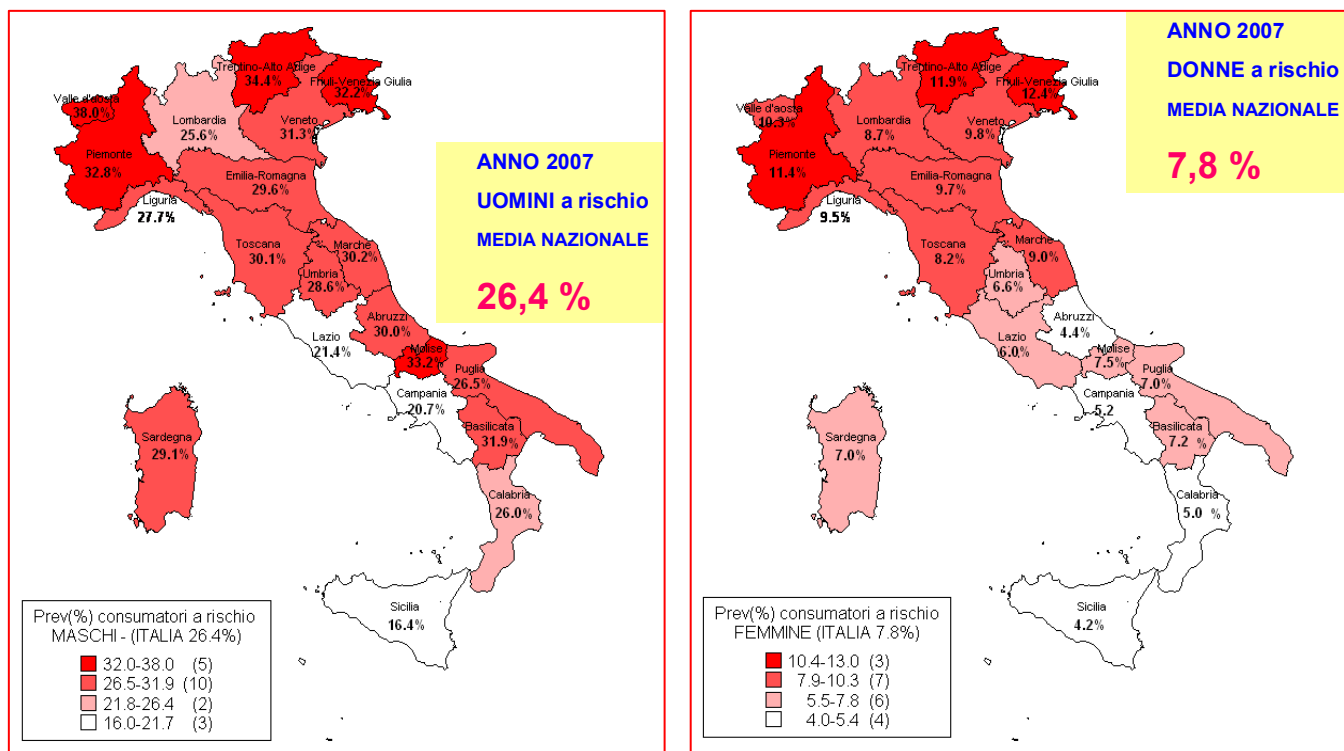 Trentino-Alto Adige
34.4%
Friuli-Venezia Giulia
32.2%
Valle d'aosta
38.0%
Lombardia
25.6%
Veneto
31.3%
Piemonte
32.8%
Emilia-Romagna
29.6%
Liguria
27.7%
Toscana
30.1%
Marche
30.2%
Umbria
28.6%
Abruzzi
30.0%
Lazio
21.4%
Molise
33.2%
Puglia
26.5%
Campania
20.7%
Basilicata
31.9%
Sardegna
29.1%
Calabria
26.0%
Sicilia
16.4%
ANNO 2007
UOMINI a rischio
MEDIA NAZIONALE
26,4 %
Prev(%) consumatori a rischio
MASCHI - (ITALIA 26.4%)
32.0-38.0 (5)
26.5-31.9 (10)
21.8-26.4 (2)
16.0-21.7 (3)
ANNO 2007
DONNE a rischio
MEDIA NAZIONALE
7,8 %
Trentino-Alto Adige
11.9%
Friuli-Venezia Giulia
12.4%
Valle d'aosta
10.3%
Lombardia
8.7%
Veneto
9.8%
Piemonte
11.4%
Emilia-Romagna
9.7%
Liguria
9.5%
Toscana
8.2%
Marche
9.0%
Umbria
6.6%
Abruzzi
4.4%
Lazio
6.0%
Molise
7.5%
Puglia
7.0%
Campania
5.2
Basilicata
7.2 %
Sardegna
7.0%
Calabria
5.0 %
Sicilia
4.2%
Prev(%) consumatori a rischio
FEMMINE (ITALIA 7.8%)
10.4-13.0 (3)
7.9-10.3 (7)
5.5-7.8 (6)
4.0-5.4 (4)